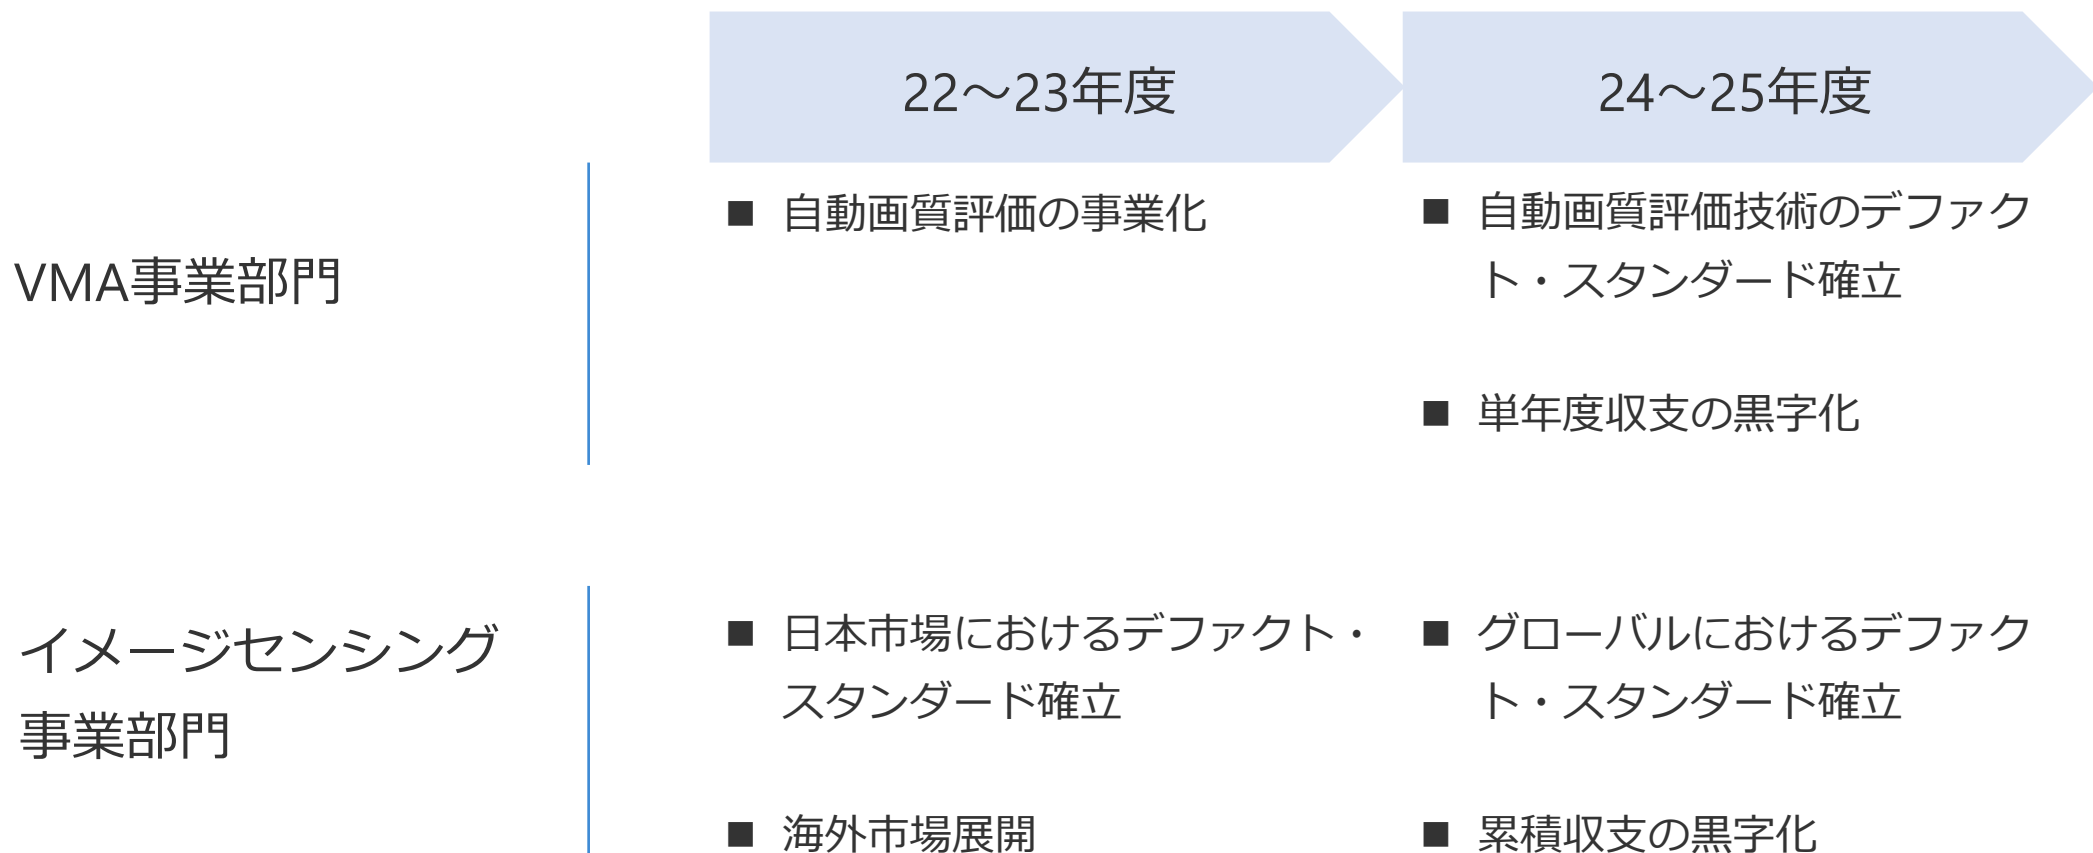 22～23年度
24～25年度
VMA事業部門
■ 自動画質評価の事業化
■ 自動画質評価技術のデファク
ト・スタンダード確立
■ 単年度収支の黒字化
イメージセンシング
事業部門
■ 日本市場におけるデファクト・
スタンダード確立
■ 海外市場展開
■ グローバルにおけるデファク
ト・スタンダード確立
■ 累積収支の黒字化